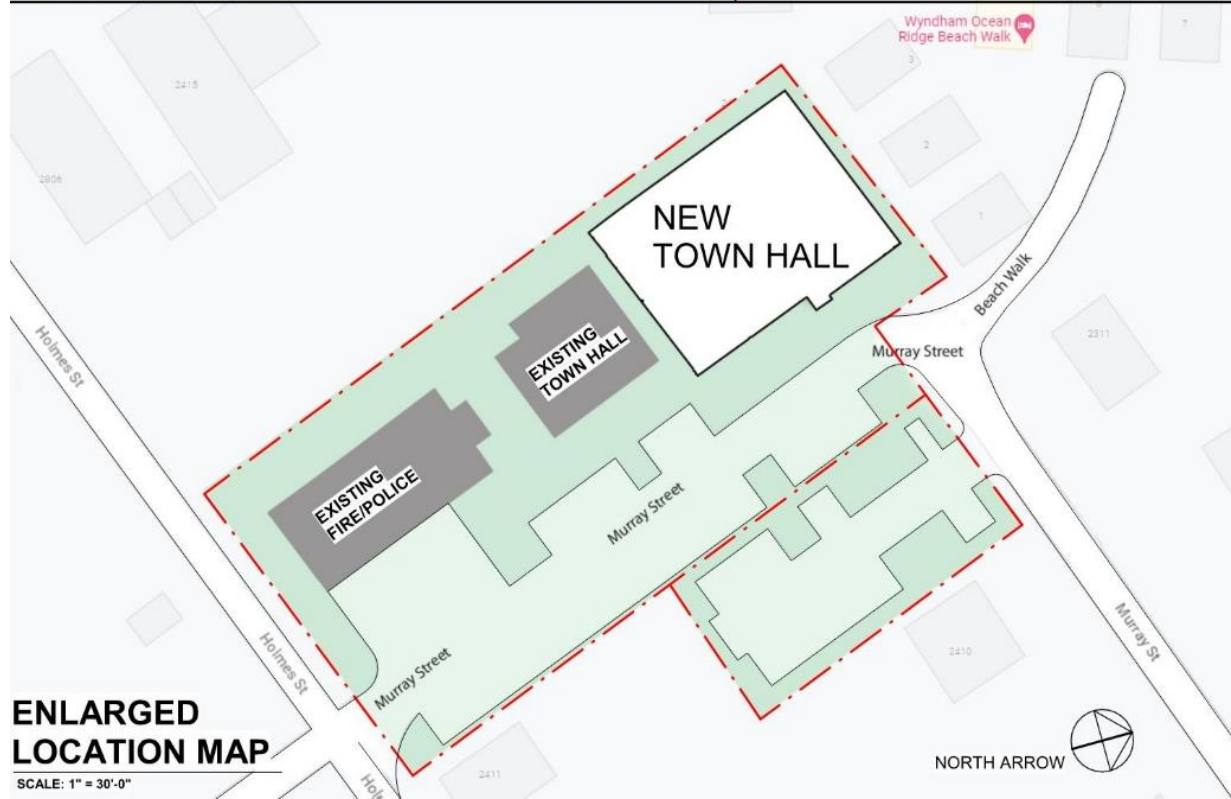 Wyndham Ocean
Ridge Beach Walk
7
3
2415
2
2806
NEW
TOWN HALL
1
Beach Walk
2311
Holmes St
EXISTING
TOWN HALL
Murray Street
EXISTING
FIRE/POLICE
Murray Street
Murray St
Holmes St
2410
Murray Street
ENLARGED
LOCATION MAP
SCALE: 1" = 30'-0"
2411
NORTH ARROW